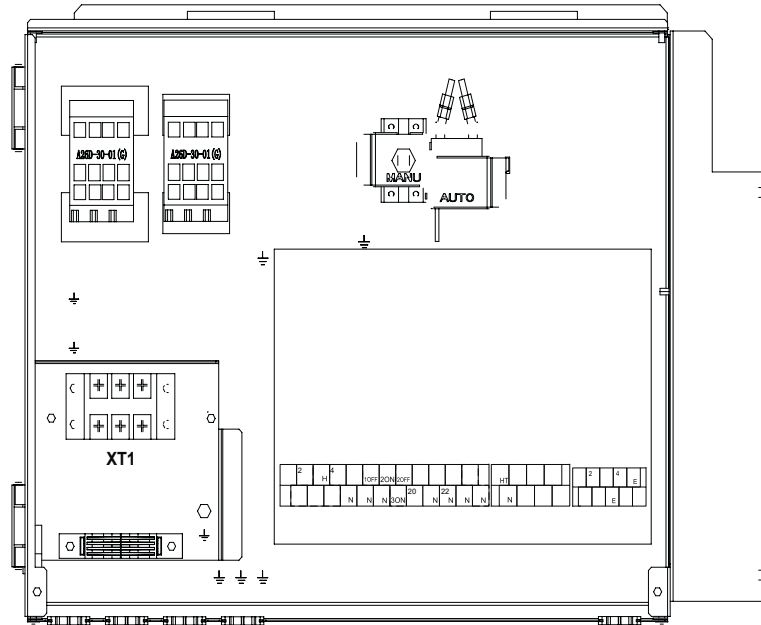 A26D-30-01(G) A26D-30-01(G)
MANU
AUTO
XT1
2 H 4 1OFF 2ON 2OFF HT 2 4 E
N N N 3ON 20 N 22 N N N N E